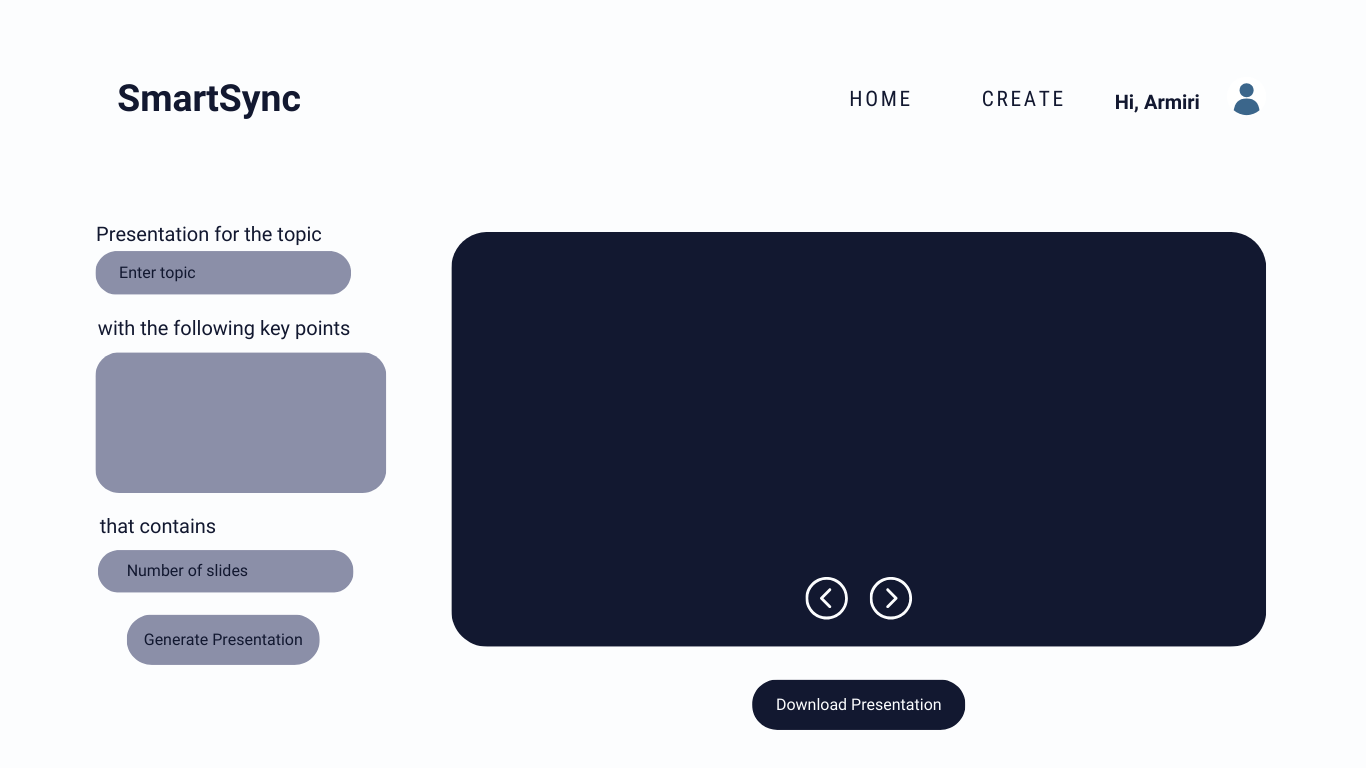 SmartSync
HOME
CREATE
Hi, Armiri
Presentation for the topic
Enter topic
with the following key points
that contains
Number of slides
Generate Presentation
Download Presentation